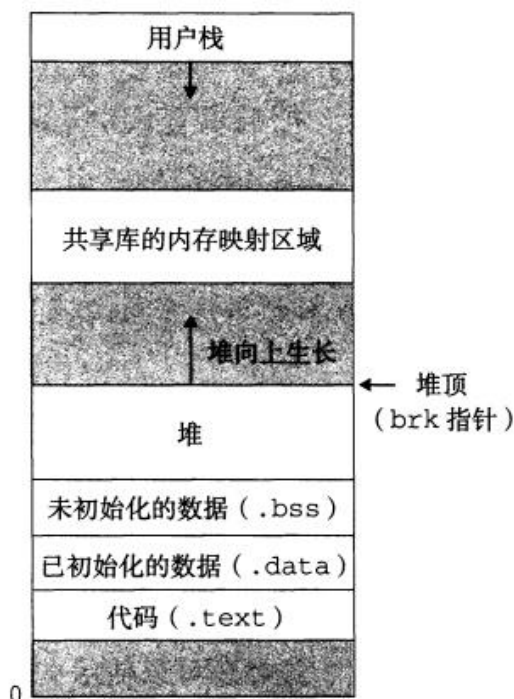 用户栈
共享库的内存映射区域
堆向上生长
堆顶
（brk 指针）
堆
未初始化的数据（.bss）
已初始化的数据（.data）
代码（.text）
0